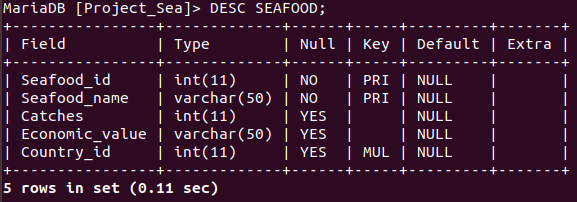 MariaDB [Project_Sea]> DESC SEAFOOD;
+----------------+-------------+------+-----+---------+-------+
| Field          | Type        | Null | Key | Default | Extra |
+----------------+-------------+------+-----+---------+-------+
| Seafood_id     | int(11)     | NO   | PRI | NULL    |       |
| Seafood_name   | varchar(50) | NO   | PRI | NULL    |       |
| Catches        | int(11)     | YES  |     | NULL    |       |
| Economic_value | varchar(50) | YES  |     | NULL    |       |
| Country_id     | int(11)     | YES  | MUL | NULL    |       |
+----------------+-------------+------+-----+---------+-------+
5 rows in set (0.11 sec)